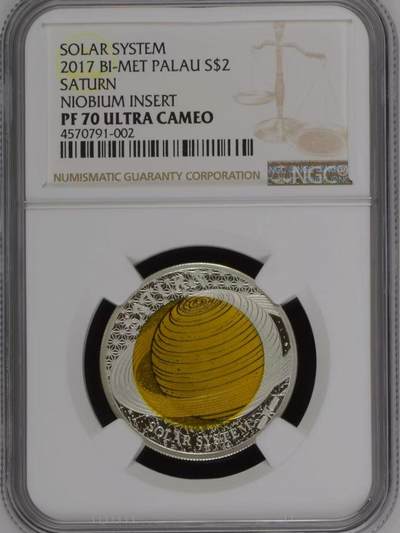 SOLAR SYSTEM
2017 BI-MET PALAU S$2
SATURN
NIOBIUM INSERT
PF 70 ULTRA CAMEO
4570791-002
NUMISMATIC GUARANTY CORPORATION
NGC
SATURN
SOLAR SYSTEM